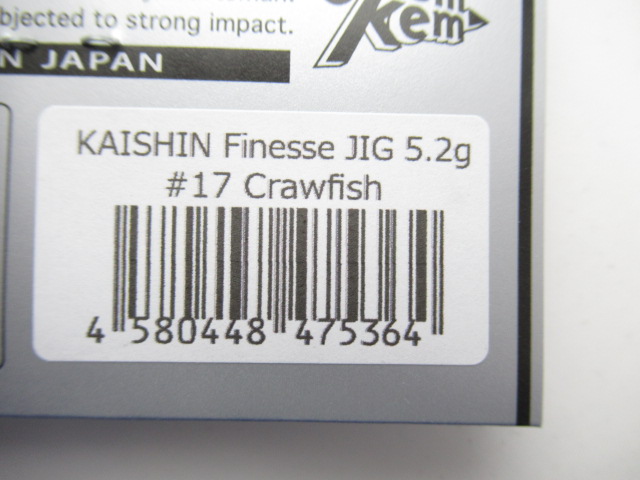 bjected to strong impact.
N JAPAN
Kem
KAISHIN Finesse JIG 5.2g
#17 Crawfish
4 580448 475364